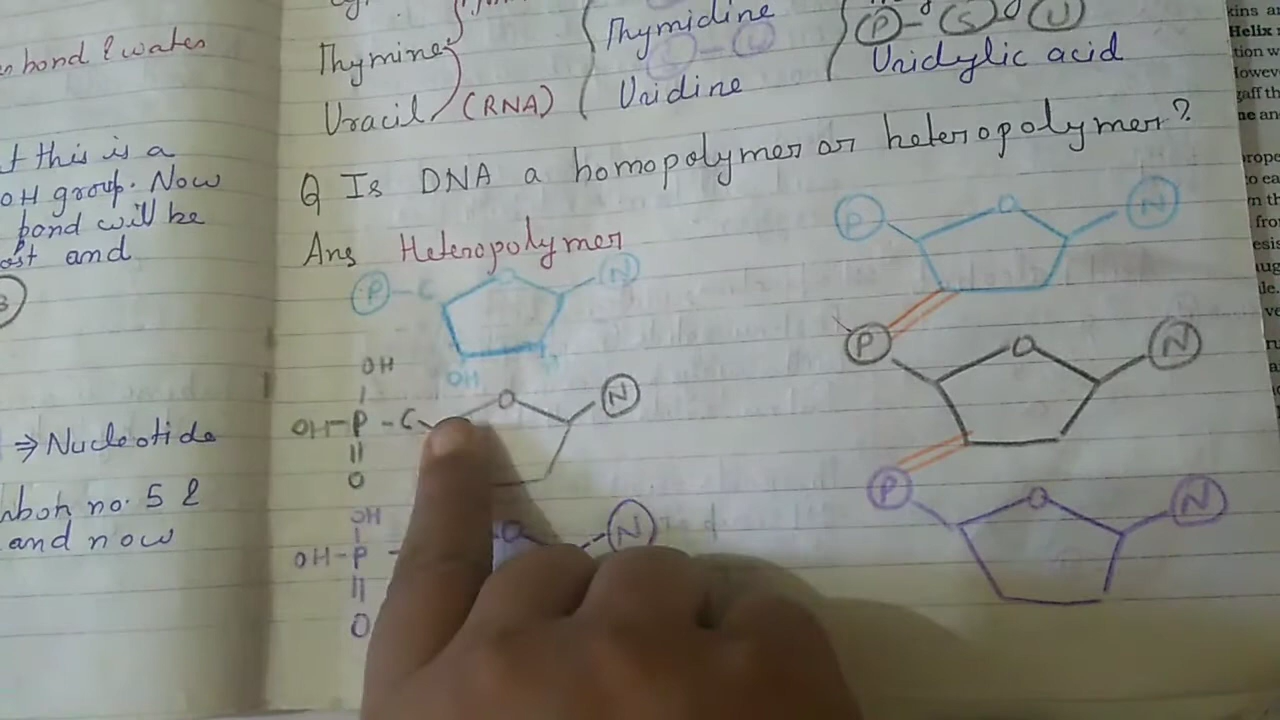 bond & water
t this is a
OH group. Now
bond will be
and
⇒ Nucleotide
no. 5 &
and now
Thymine
Uracil (RNA)
Thymidine
Uridine
P - S U
Uridylic acid
Q Is DNA a homopolymer or heteropolymer?
Ans Heteropolymer
P - C O N
OH
OH
OH-P-C O N
O
OH
OH-P- O N
O
P O N
P O N
P O N
Helix